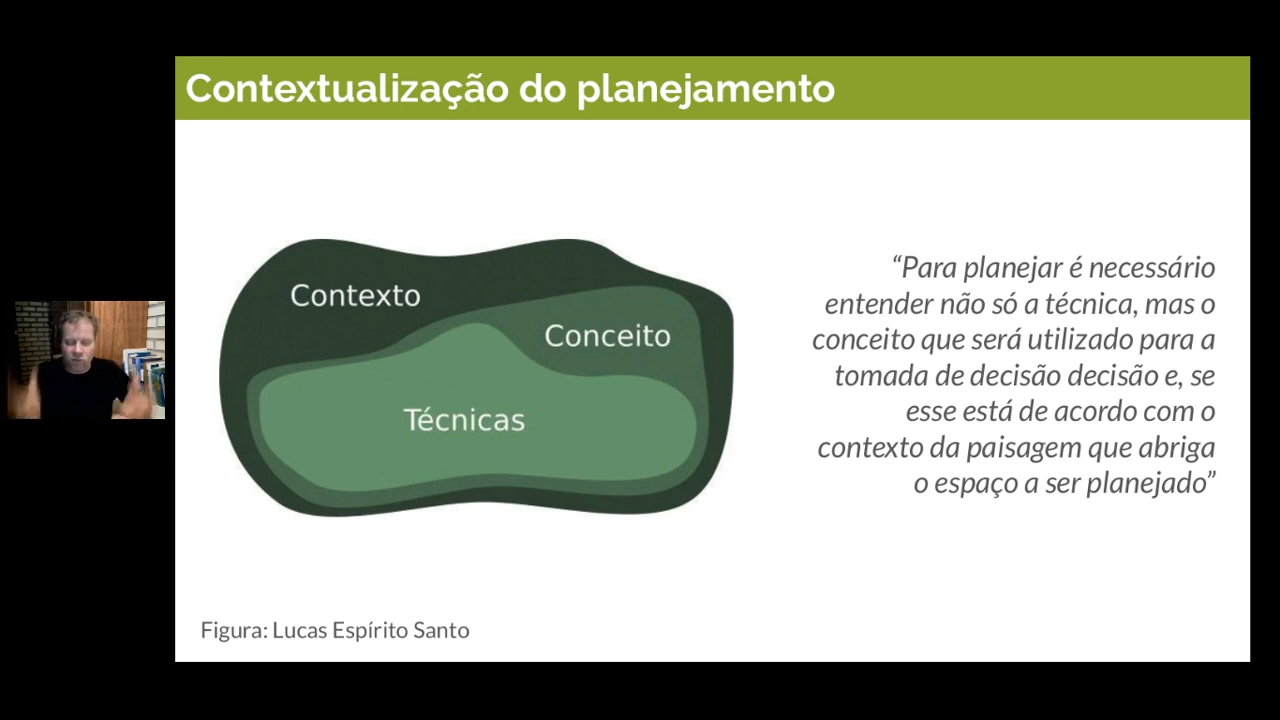 Contextualização do planejamento
Contexto
Conceito
Técnicas
“Para planejar é necessário
entender não só a técnica, mas o
conceito que será utilizado para a
tomada de decisão decisão e, se
esse está de acordo com o
contexto da paisagem que abriga
o espaço a ser planejado”
Figura: Lucas Espírito Santo